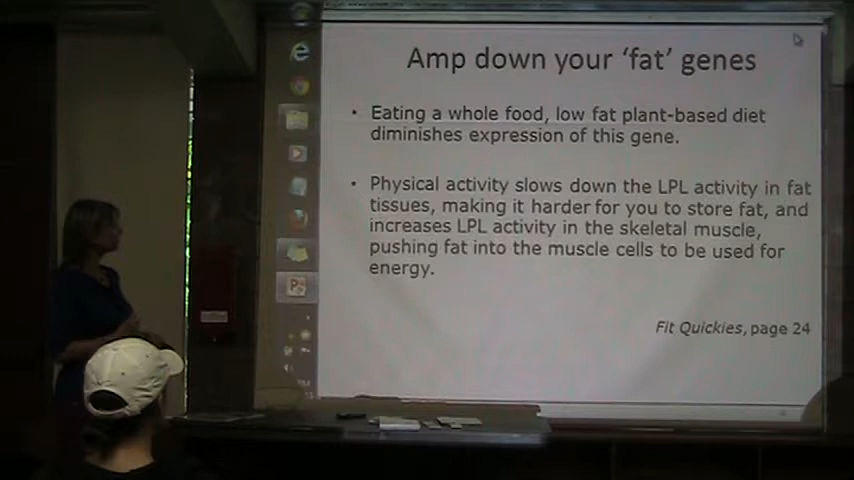 Amp down your 'fat' genes
• Eating a whole food, low fat plant-based diet
diminishes expression of this gene.
• Physical activity slows down the LPL activity in fat
tissues, making it harder for you to store fat, and
increases LPL activity in the skeletal muscle,
pushing fat into the muscle cells to be used for
energy.
Fit Quickies, page 24